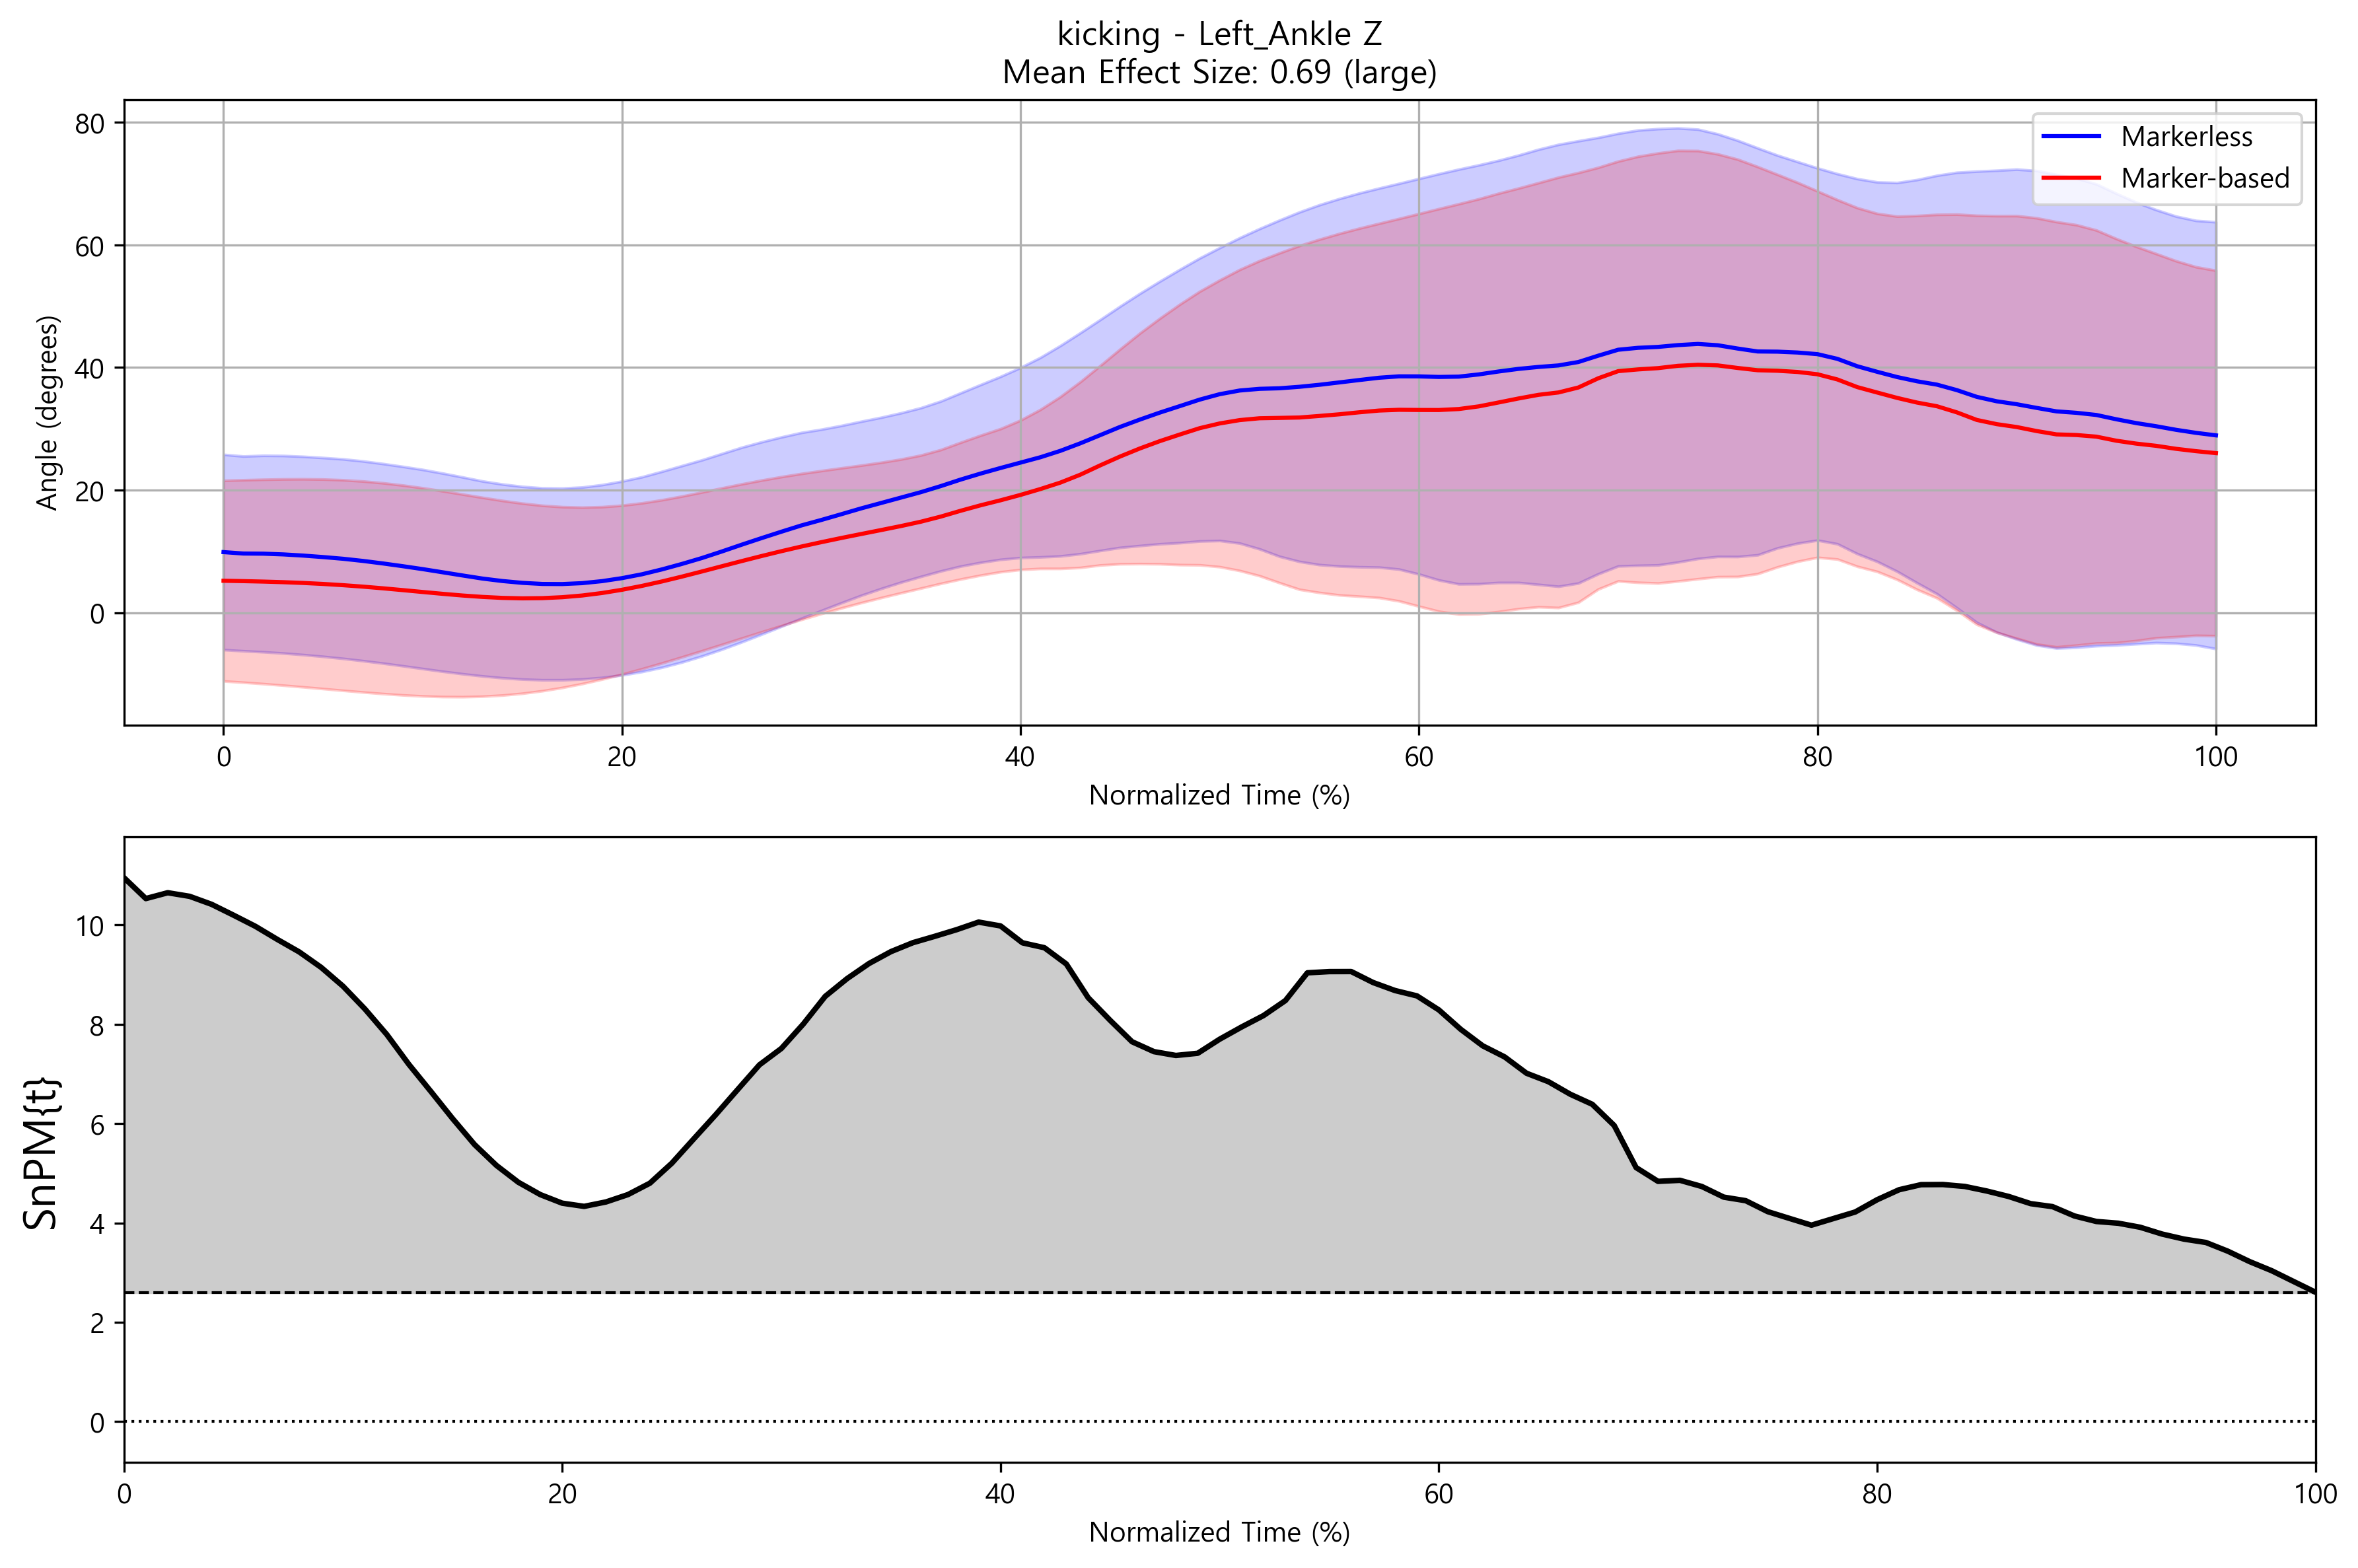 kicking - Left_Ankle Z
Mean Effect Size: 0.69 (large)
Markerless
Marker-based
Angle (degrees)
80
60
40
20
0
0 20 40 60 80 100
Normalized Time (%)
SnPM{t}
10
8
6
4
2
0
0 20 40 60 80 100
Normalized Time (%)